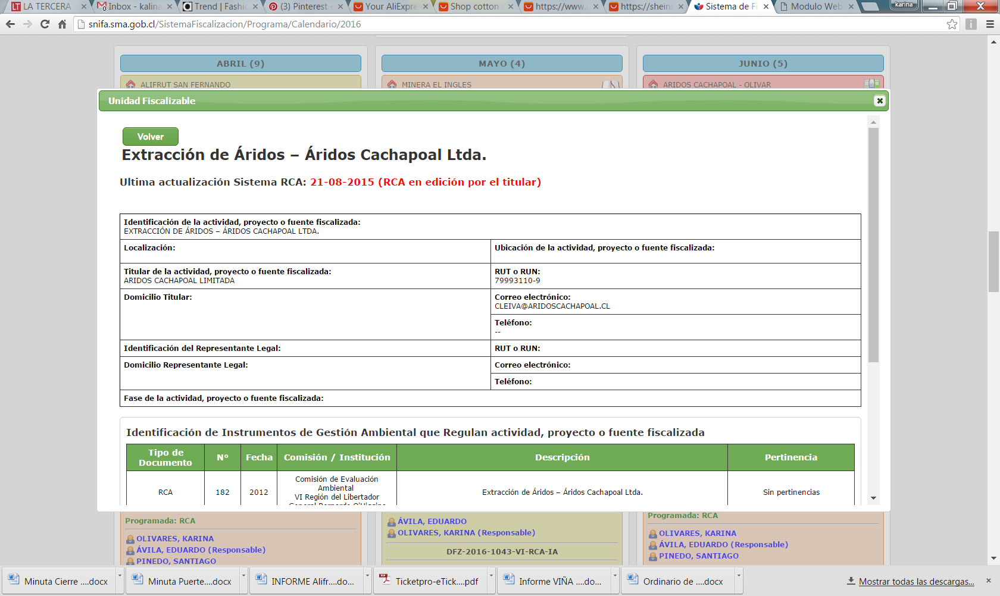 LA TERCERA
Inbox - kalina
Trend | Fashi
(3) Pinterest
Your AliExpre
Shop cotton
https://www.
https://sheins
Sistema de Fi
Modulo Web
karina
snifa.sma.gob.cl/SistemaFiscalizacion/Programa/Calendario/2016
ABRIL (9)
MAYO (4)
JUNIO (5)
ALIFRUT SAN FERNANDO
MINERA EL INGLES
ARIDOS CACHAPOAL - OLIVAR
Unidad Fiscalizable
Volver
Extracción de Áridos – Áridos Cachapoal Ltda.
Ultima actualización Sistema RCA: 21-08-2015 (RCA en edición por el titular)
Identificación de la actividad, proyecto o fuente fiscalizada:
EXTRACCIÓN DE ÁRIDOS – ÁRIDOS CACHAPOAL LTDA.
Localización:
Ubicación de la actividad, proyecto o fuente fiscalizada:
Titular de la actividad, proyecto o fuente fiscalizada:
ARIDOS CACHAPOAL LIMITADA
RUT o RUN:
79993110-9
Domicilio Titular:
Correo electrónico:
CLEIVA@ARIDOSCACHAPOAL.CL
Teléfono:
--
Identificación del Representante Legal:
RUT o RUN:
Domicilio Representante Legal:
Correo electrónico:
Teléfono:
Fase de la actividad, proyecto o fuente fiscalizada:
Identificación de Instrumentos de Gestión Ambiental que Regulan actividad, proyecto o fuente fiscalizada
Tipo de
Documento
Nº
Fecha
Comisión / Institución
Descripción
Pertinencia
RCA
182
2012
Comisión de Evaluación
Ambiental
VI Región del Libertador
General Bernardo O'Higgins
Extracción de Áridos – Áridos Cachapoal Ltda.
Sin pertinencias
Programada: RCA
OLIVARES, KARINA
ÁVILA, EDUARDO (Responsable)
PINEDO, SANTIAGO
ÁVILA, EDUARDO
OLIVARES, KARINA (Responsable)
DFZ-2016-1043-VI-RCA-IA
Programada: RCA
OLIVARES, KARINA
ÁVILA, EDUARDO (Responsable)
PINEDO, SANTIAGO
Minuta Cierre ....docx
Minuta Puerte....docx
INFORME Alifr....do...
Ticketpro-eTick....pdf
Informe VIÑA ....do...
Ordinario de ....docx
Mostrar todas las descargas...